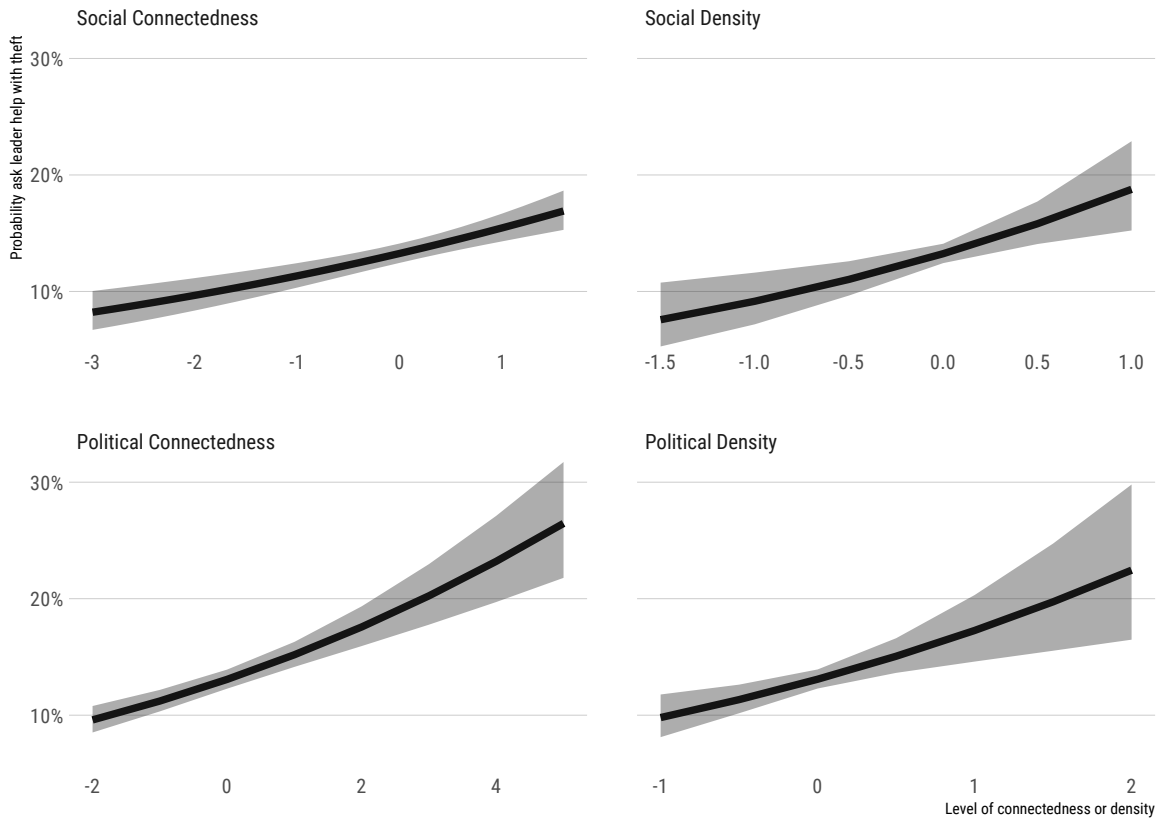 Social Connectedness
Social Density
Probability ask leader help with theft
30%
20%
10%
-3 -2 -1 0 1
-1.5 -1.0 -0.5 0.0 0.5 1.0
Political Connectedness
Political Density
30%
20%
10%
-2 0 2 4
-1 0 1 2
Level of connectedness or density